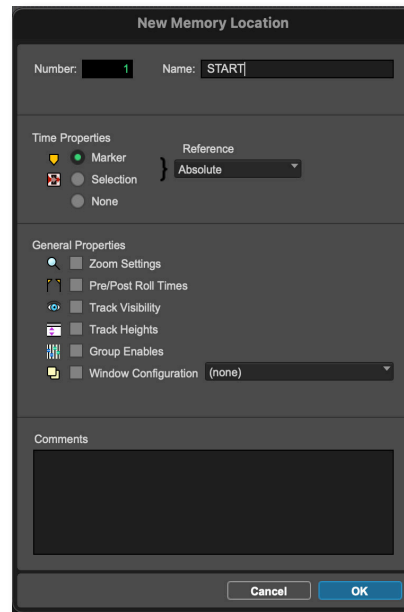 New Memory Location
Number: 1 Name: START
Time Properties
Marker
Reference
Absolute
Selection
None
General Properties
Zoom Settings
Pre/Post Roll Times
Track Visibility
Track Heights
Group Enables
Window Configuration (none)
Comments
Cancel OK